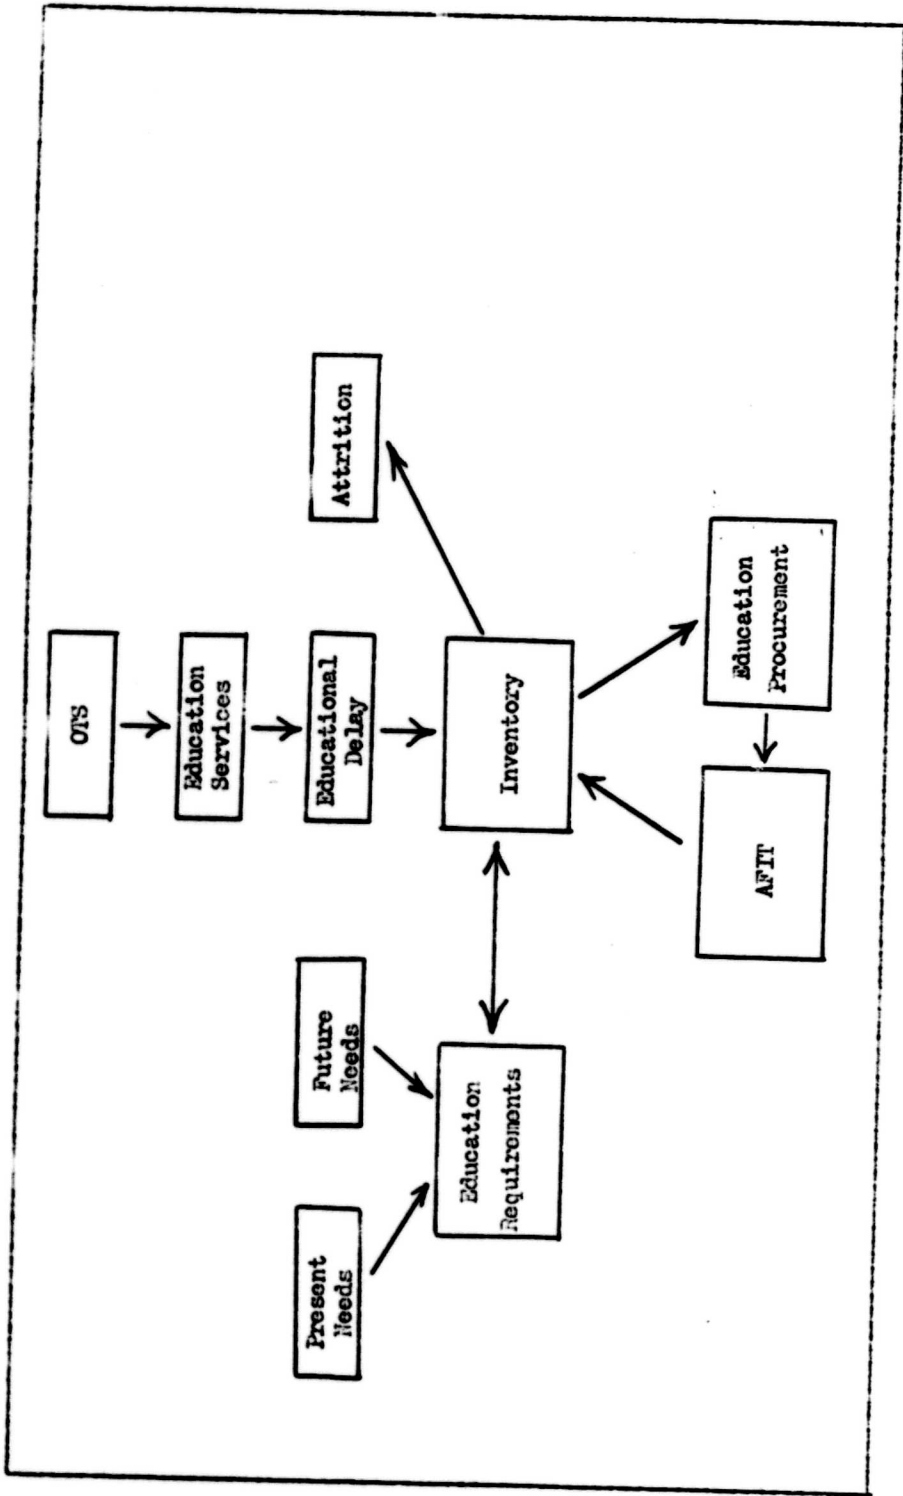 OTS
Education
Services
Educational
Delay
Attrition
Present
Needs
Future
Needs
Education
Requirements
Inventory
AFIT
Education
Procurement